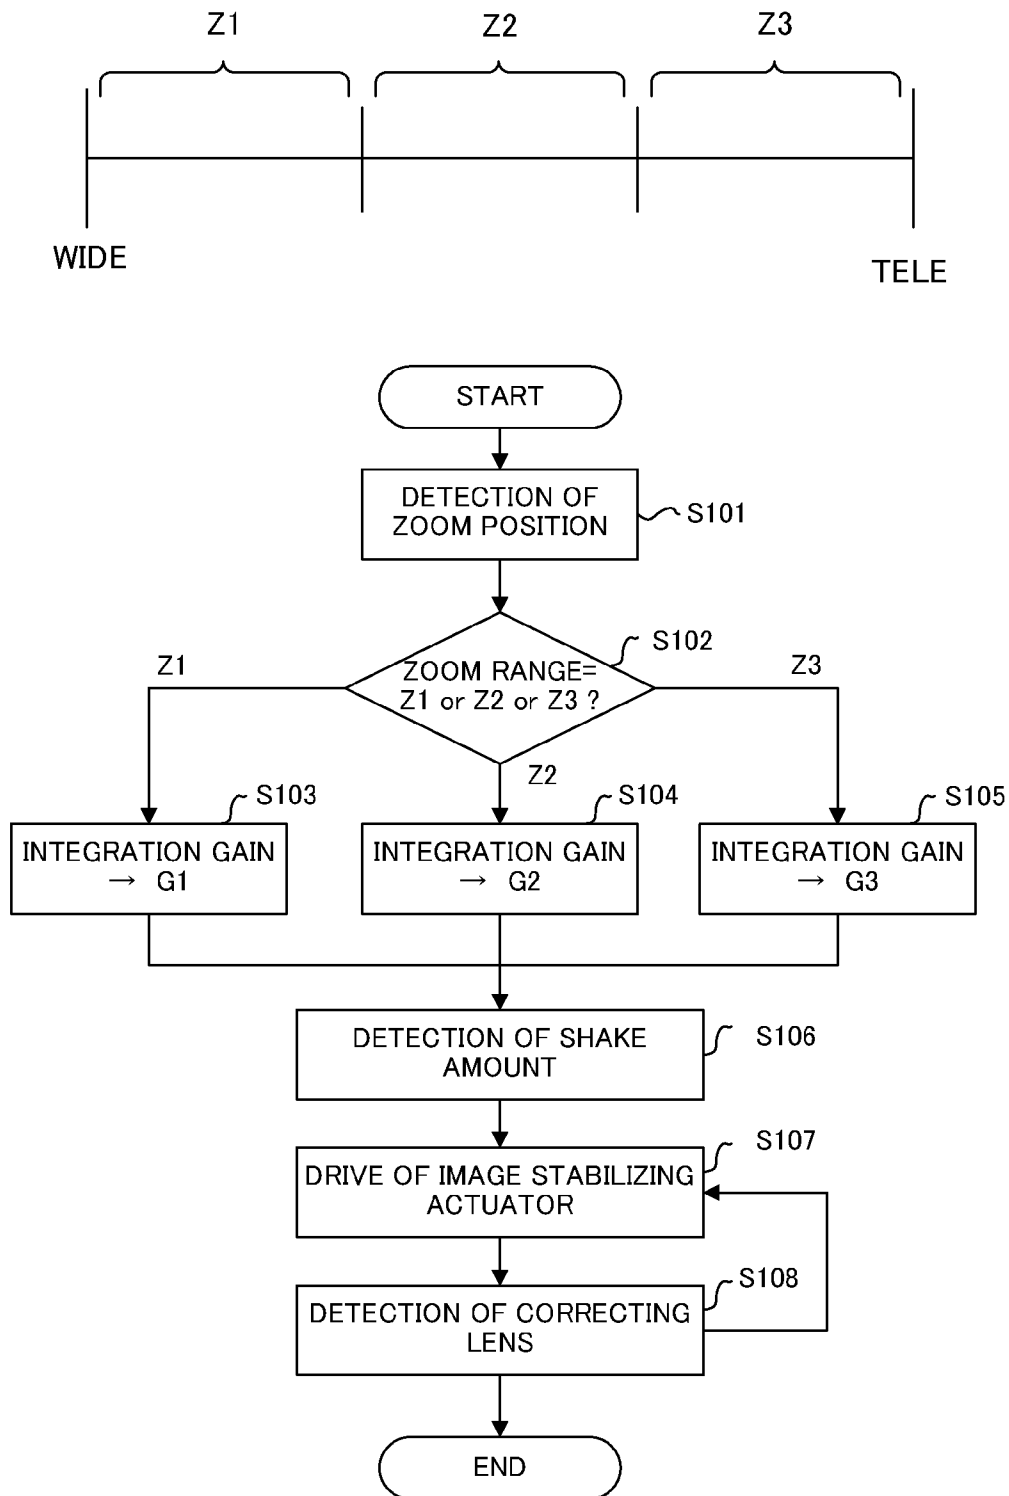 Z1
Z2
Z3
WIDE
TELE
START
DETECTION OF
ZOOM POSITION
S101
S102
ZOOM RANGE=
Z1 or Z2 or Z3 ?
Z1
Z3
Z2
S103
S104
S105
INTEGRATION GAIN
→ G1
INTEGRATION GAIN
→ G2
INTEGRATION GAIN
→ G3
DETECTION OF SHAKE
AMOUNT
S106
DRIVE OF IMAGE STABILIZING
ACTUATOR
S107
DETECTION OF CORRECTING
LENS
S108
END